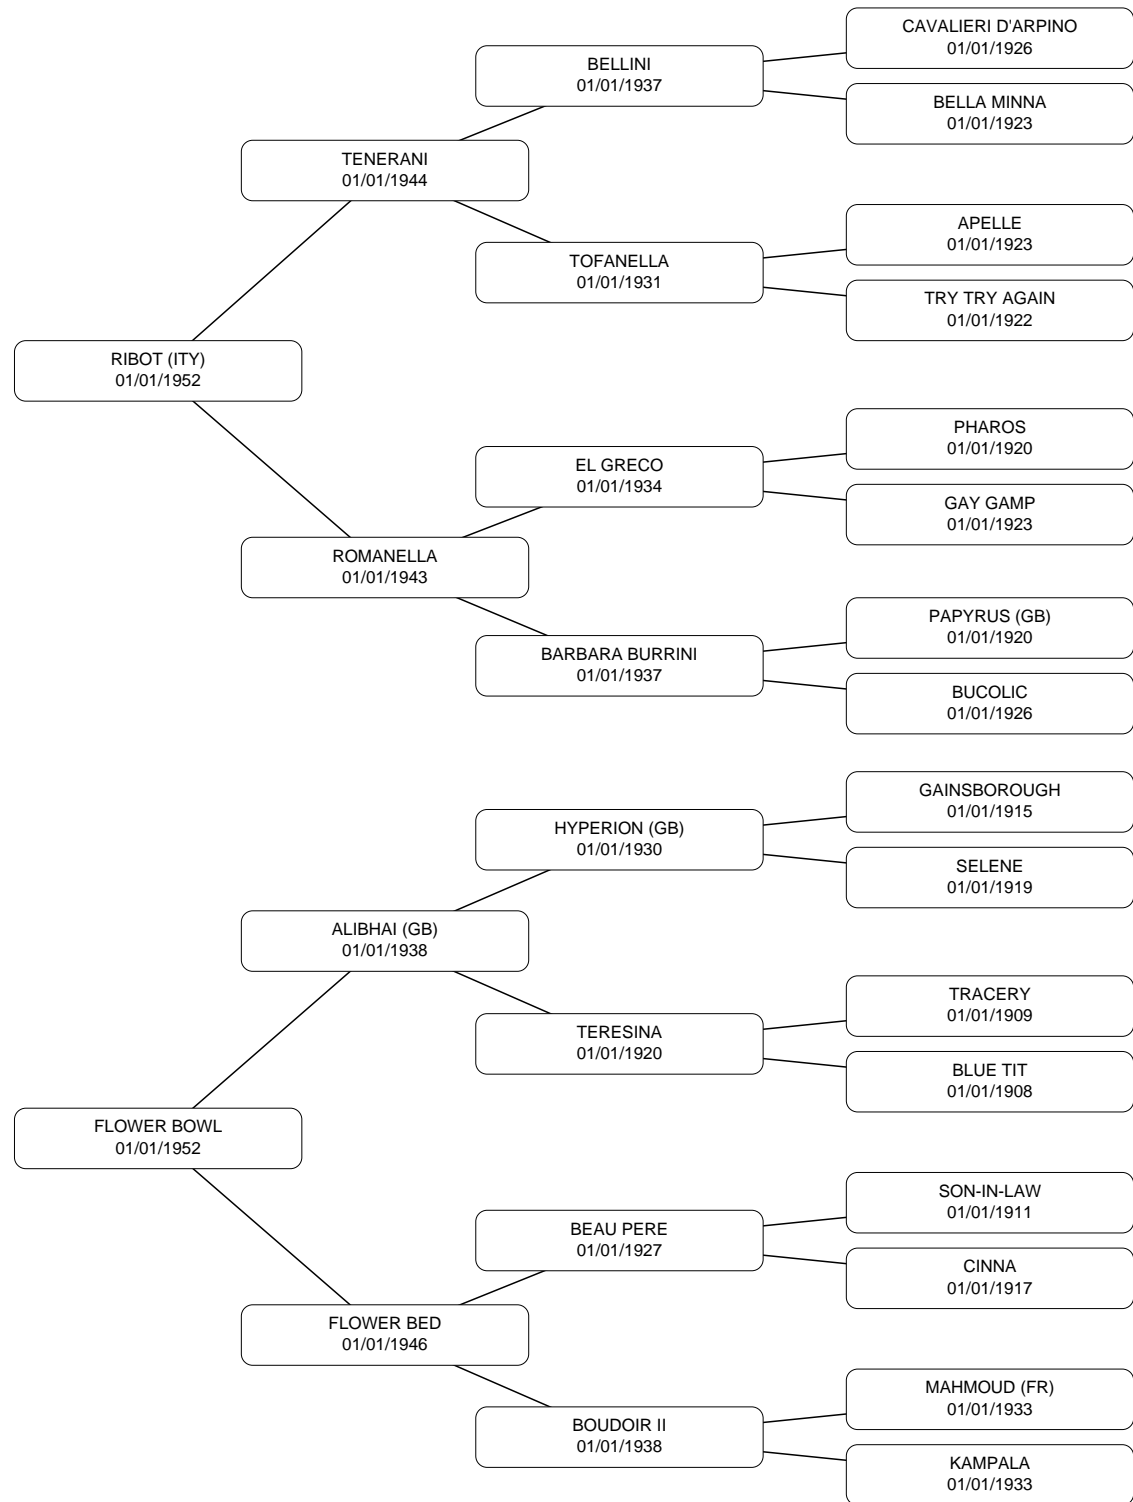 CAVALIERI D'ARPINO
01/01/1926
BELLINI
01/01/1937
BELLA MINNA
01/01/1923
TENERANI
01/01/1944
APELLE
01/01/1923
TOFANELLA
01/01/1931
TRY TRY AGAIN
01/01/1922
RIBOT (ITY)
01/01/1952
PHAROS
01/01/1920
EL GRECO
01/01/1934
GAY GAMP
01/01/1923
ROMANELLA
01/01/1943
PAPYRUS (GB)
01/01/1920
BARBARA BURRINI
01/01/1937
BUCOLIC
01/01/1926
GAINSBOROUGH
01/01/1915
HYPERION (GB)
01/01/1930
SELENE
01/01/1919
ALIBHAI (GB)
01/01/1938
TRACERY
01/01/1909
TERESINA
01/01/1920
BLUE TIT
01/01/1908
FLOWER BOWL
01/01/1952
SON-IN-LAW
01/01/1911
BEAU PERE
01/01/1927
CINNA
01/01/1917
FLOWER BED
01/01/1946
MAHMOUD (FR)
01/01/1933
BOUDOIR II
01/01/1938
KAMPALA
01/01/1933